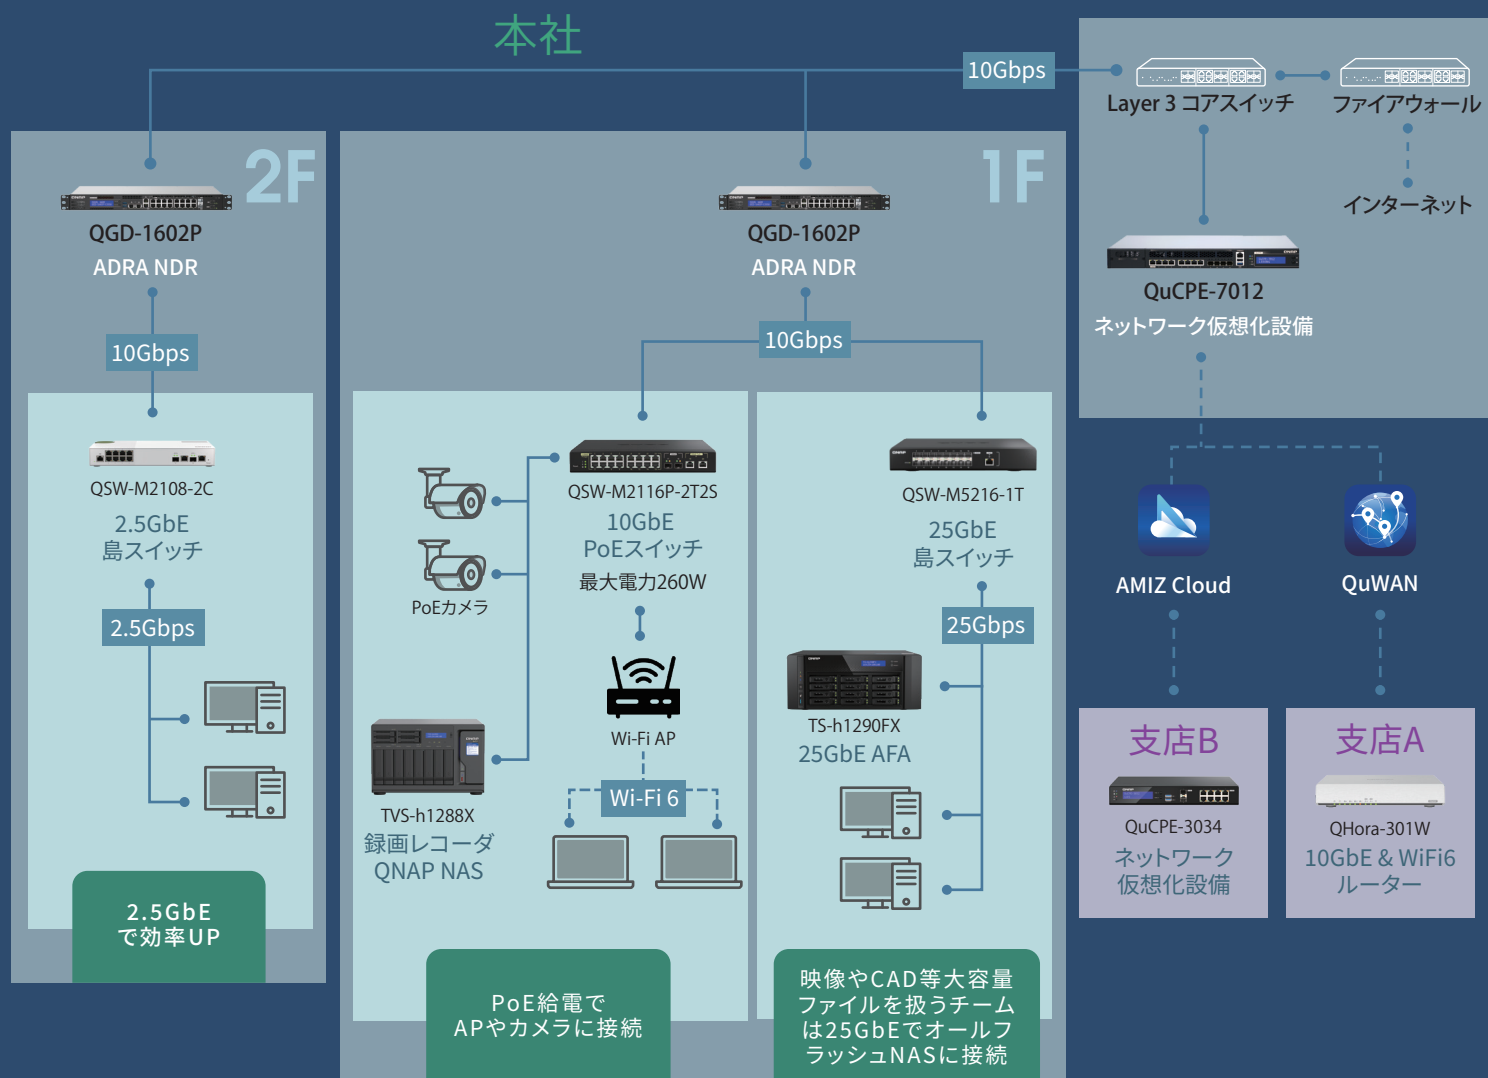 本社
10Gbps
Layer 3 コアスイッチ
ファイアウォール
インターネット
QuCPE-7012
ネットワーク仮想化設備
2F
QGD-1602P
ADRA NDR
10Gbps
QSW-M2108-2C
2.5GbE
島スイッチ
2.5Gbps
2.5GbE
で効率UP
1F
QGD-1602P
ADRA NDR
10Gbps
QSW-M2116P-2T2S
10GbE
PoEスイッチ
最大電力260W
PoEカメラ
Wi-Fi AP
Wi-Fi 6
TVS-h1288X
録画レコーダ
QNAP NAS
PoE給電で
APやカメラに接続
QSW-M5216-1T
25GbE
島スイッチ
25Gbps
TS-h1290FX
25GbE AFA
映像やCAD等大容量
ファイルを扱うチーム
は25GbEでオールフ
ラッシュNASに接続
AMIZ Cloud
QuWAN
支店B
QuCPE-3034
ネットワーク
仮想化設備
支店A
QHora-301W
10GbE & WiFi6
ルーター